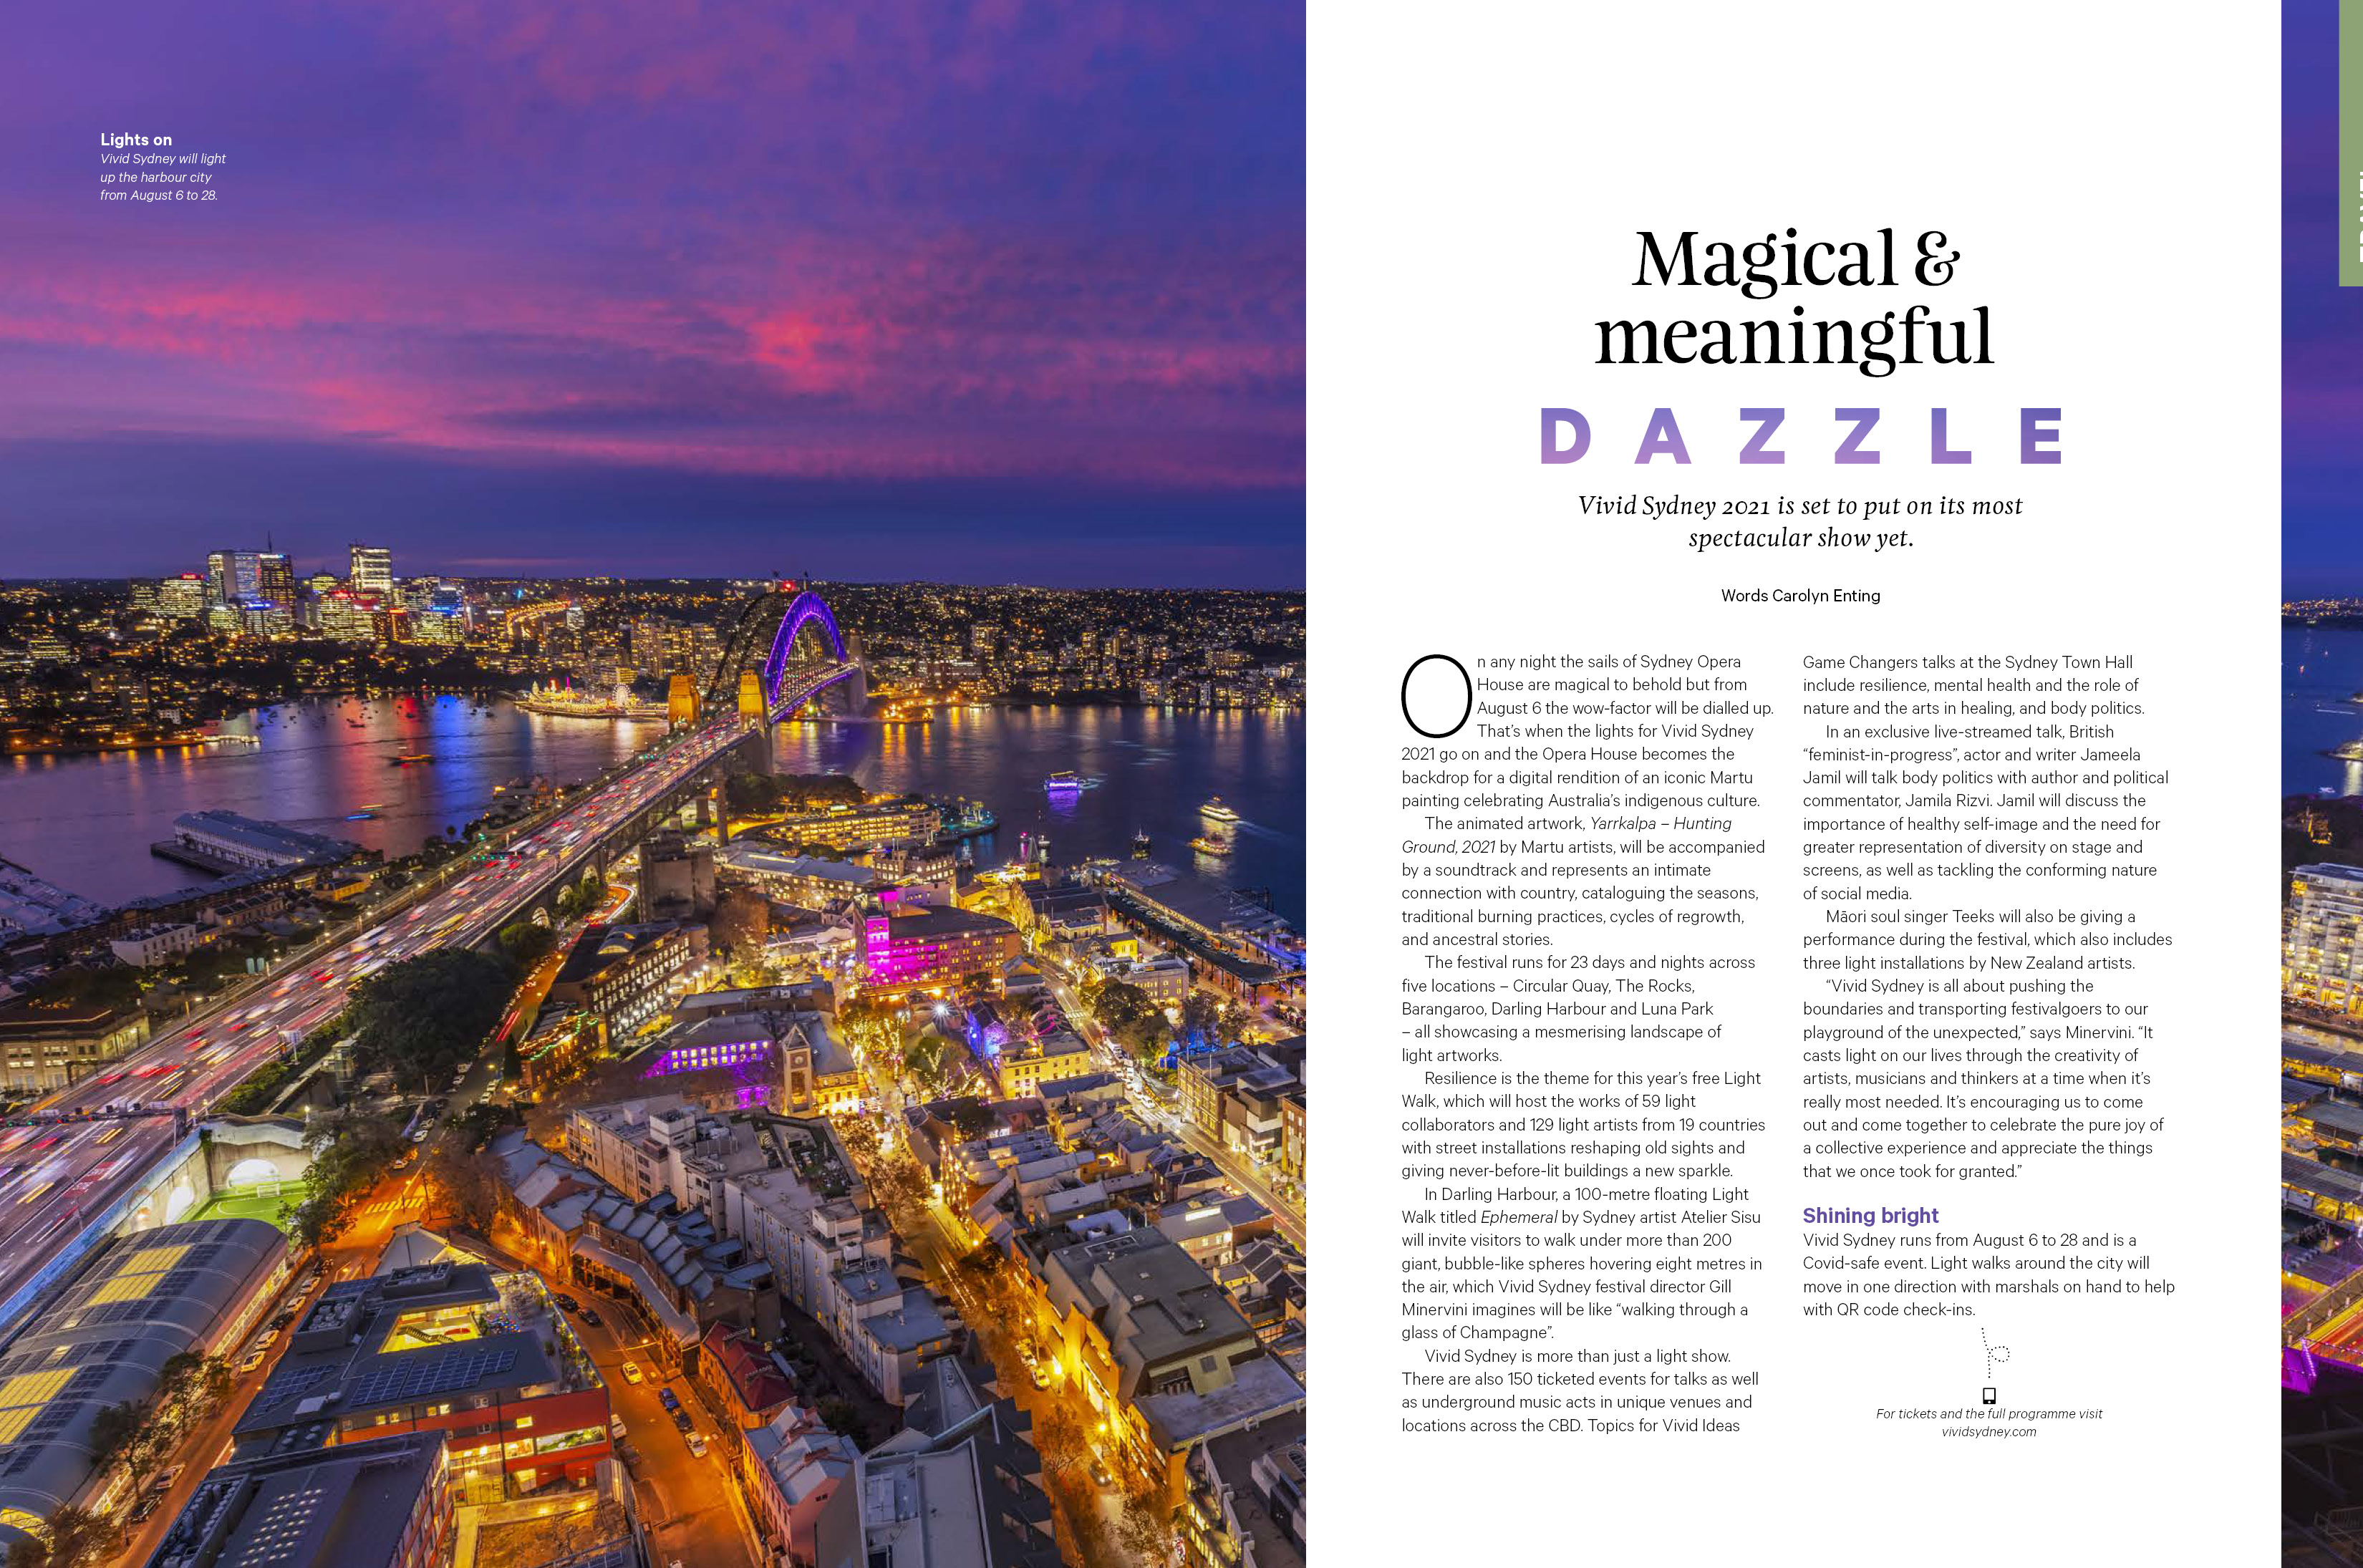 Lights on
Vivid Sydney will light
up the harbour city
from August 6 to 28.
Magical &
meaningful
DAZZLE
Vivid Sydney 2021 is set to put on its most
spectacular show yet.
Words Carolyn Enting
On any night the sails of Sydney Opera
House are magical to behold but from
August 6 the wow-factor will be dialled up.
That’s when the lights for Vivid Sydney
2021 go on and the Opera House becomes the
backdrop for a digital rendition of an iconic Martu
painting celebrating Australia’s indigenous culture.
The animated artwork, Yarrkalpa – Hunting
Ground, 2021 by Martu artists, will be accompanied
by a soundtrack and represents an intimate
connection with country, cataloguing the seasons,
traditional burning practices, cycles of regrowth,
and ancestral stories.
The festival runs for 23 days and nights across
five locations – Circular Quay, The Rocks,
Barangaroo, Darling Harbour and Luna Park
– all showcasing a mesmerising landscape of
light artworks.
Resilience is the theme for this year’s free Light
Walk, which will host the works of 59 light
collaborators and 129 light artists from 19 countries
with street installations reshaping old sights and
giving never-before-lit buildings a new sparkle.
In Darling Harbour, a 100-metre floating Light
Walk titled Ephemeral by Sydney artist Atelier Sisu
will invite visitors to walk under more than 200
giant, bubble-like spheres hovering eight metres in
the air, which Vivid Sydney festival director Gill
Minervini imagines will be like “walking through a
glass of Champagne”.
Vivid Sydney is more than just a light show.
There are also 150 ticketed events for talks as well
as underground music acts in unique venues and
locations across the CBD. Topics for Vivid Ideas
Game Changers talks at the Sydney Town Hall
include resilience, mental health and the role of
nature and the arts in healing, and body politics.
In an exclusive live-streamed talk, British
“feminist-in-progress”, actor and writer Jameela
Jamil will talk body politics with author and political
commentator, Jamila Rizvi. Jamil will discuss the
importance of healthy self-image and the need for
greater representation of diversity on stage and
screens, as well as tackling the conforming nature
of social media.
Māori soul singer Teeks will also be giving a
performance during the festival, which also includes
three light installations by New Zealand artists.
“Vivid Sydney is all about pushing the
boundaries and transporting festivalgoers to our
playground of the unexpected,” says Minervini. “It
casts light on our lives through the creativity of
artists, musicians and thinkers at a time when it’s
really most needed. It’s encouraging us to come
out and come together to celebrate the pure joy of
a collective experience and appreciate the things
that we once took for granted.”
Shining bright
Vivid Sydney runs from August 6 to 28 and is a
Covid-safe event. Light walks around the city will
move in one direction with marshals on hand to help
with QR code check-ins.
For tickets and the full programme visit
vividsydney.com